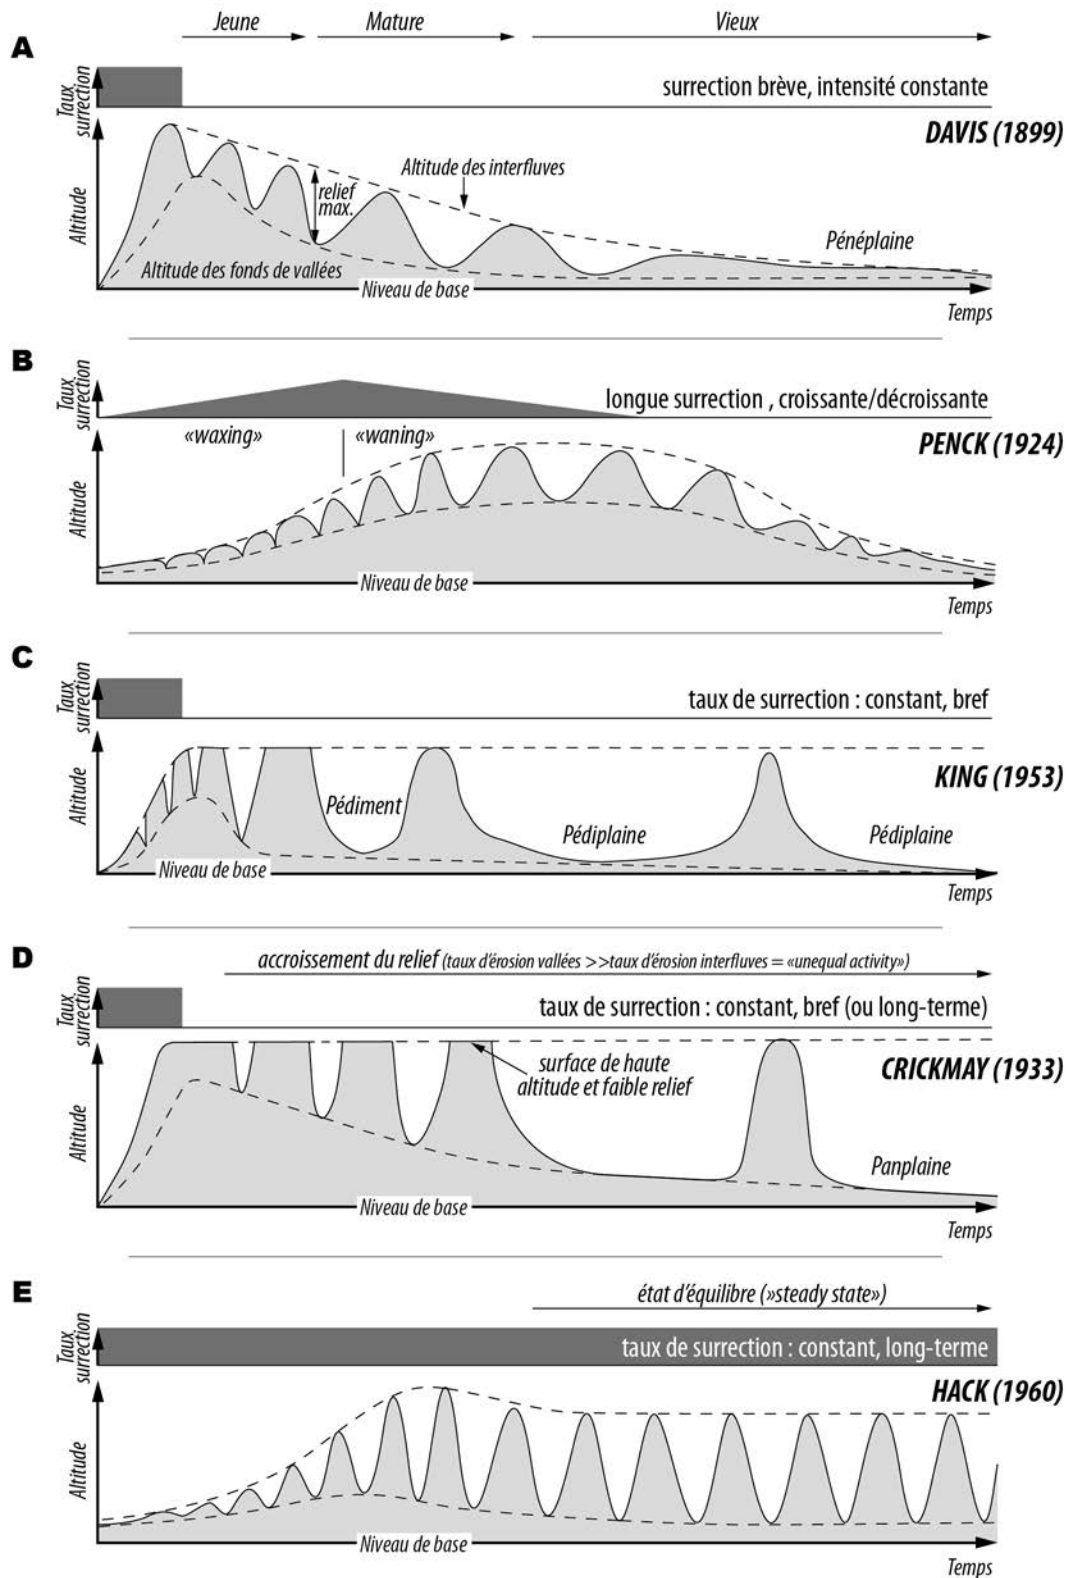 Jeune Mature Vieux
A
Taux
surrection
surrection brève, intensité constante
DAVIS (1899)
Altitude
Altitude des interfluves
relief
max.
Pénéplaine
Altitude des fonds de vallées
Niveau de base
Temps
B
Taux
surrection
longue surrection , croissante/décroissante
«waxing» «waning»
PENCK (1924)
Altitude
Niveau de base
Temps
C
Taux
surrection
taux de surrection : constant, bref
KING (1953)
Altitude
Pédiment
Pédiplaine Pédiplaine
Niveau de base
Temps
D
accroissement du relief (taux d'érosion vallées >>taux d'érosion interfluves = «unequal activity»)
Taux
surrection
taux de surrection : constant, bref (ou long-terme)
surface de haute
altitude et faible relief
CRICKMAY (1933)
Altitude
Panplaine
Niveau de base
Temps
E
état d'équilibre (»steady state»)
Taux
surrection
taux de surrection : constant, long-terme
HACK (1960)
Altitude
Niveau de base
Temps